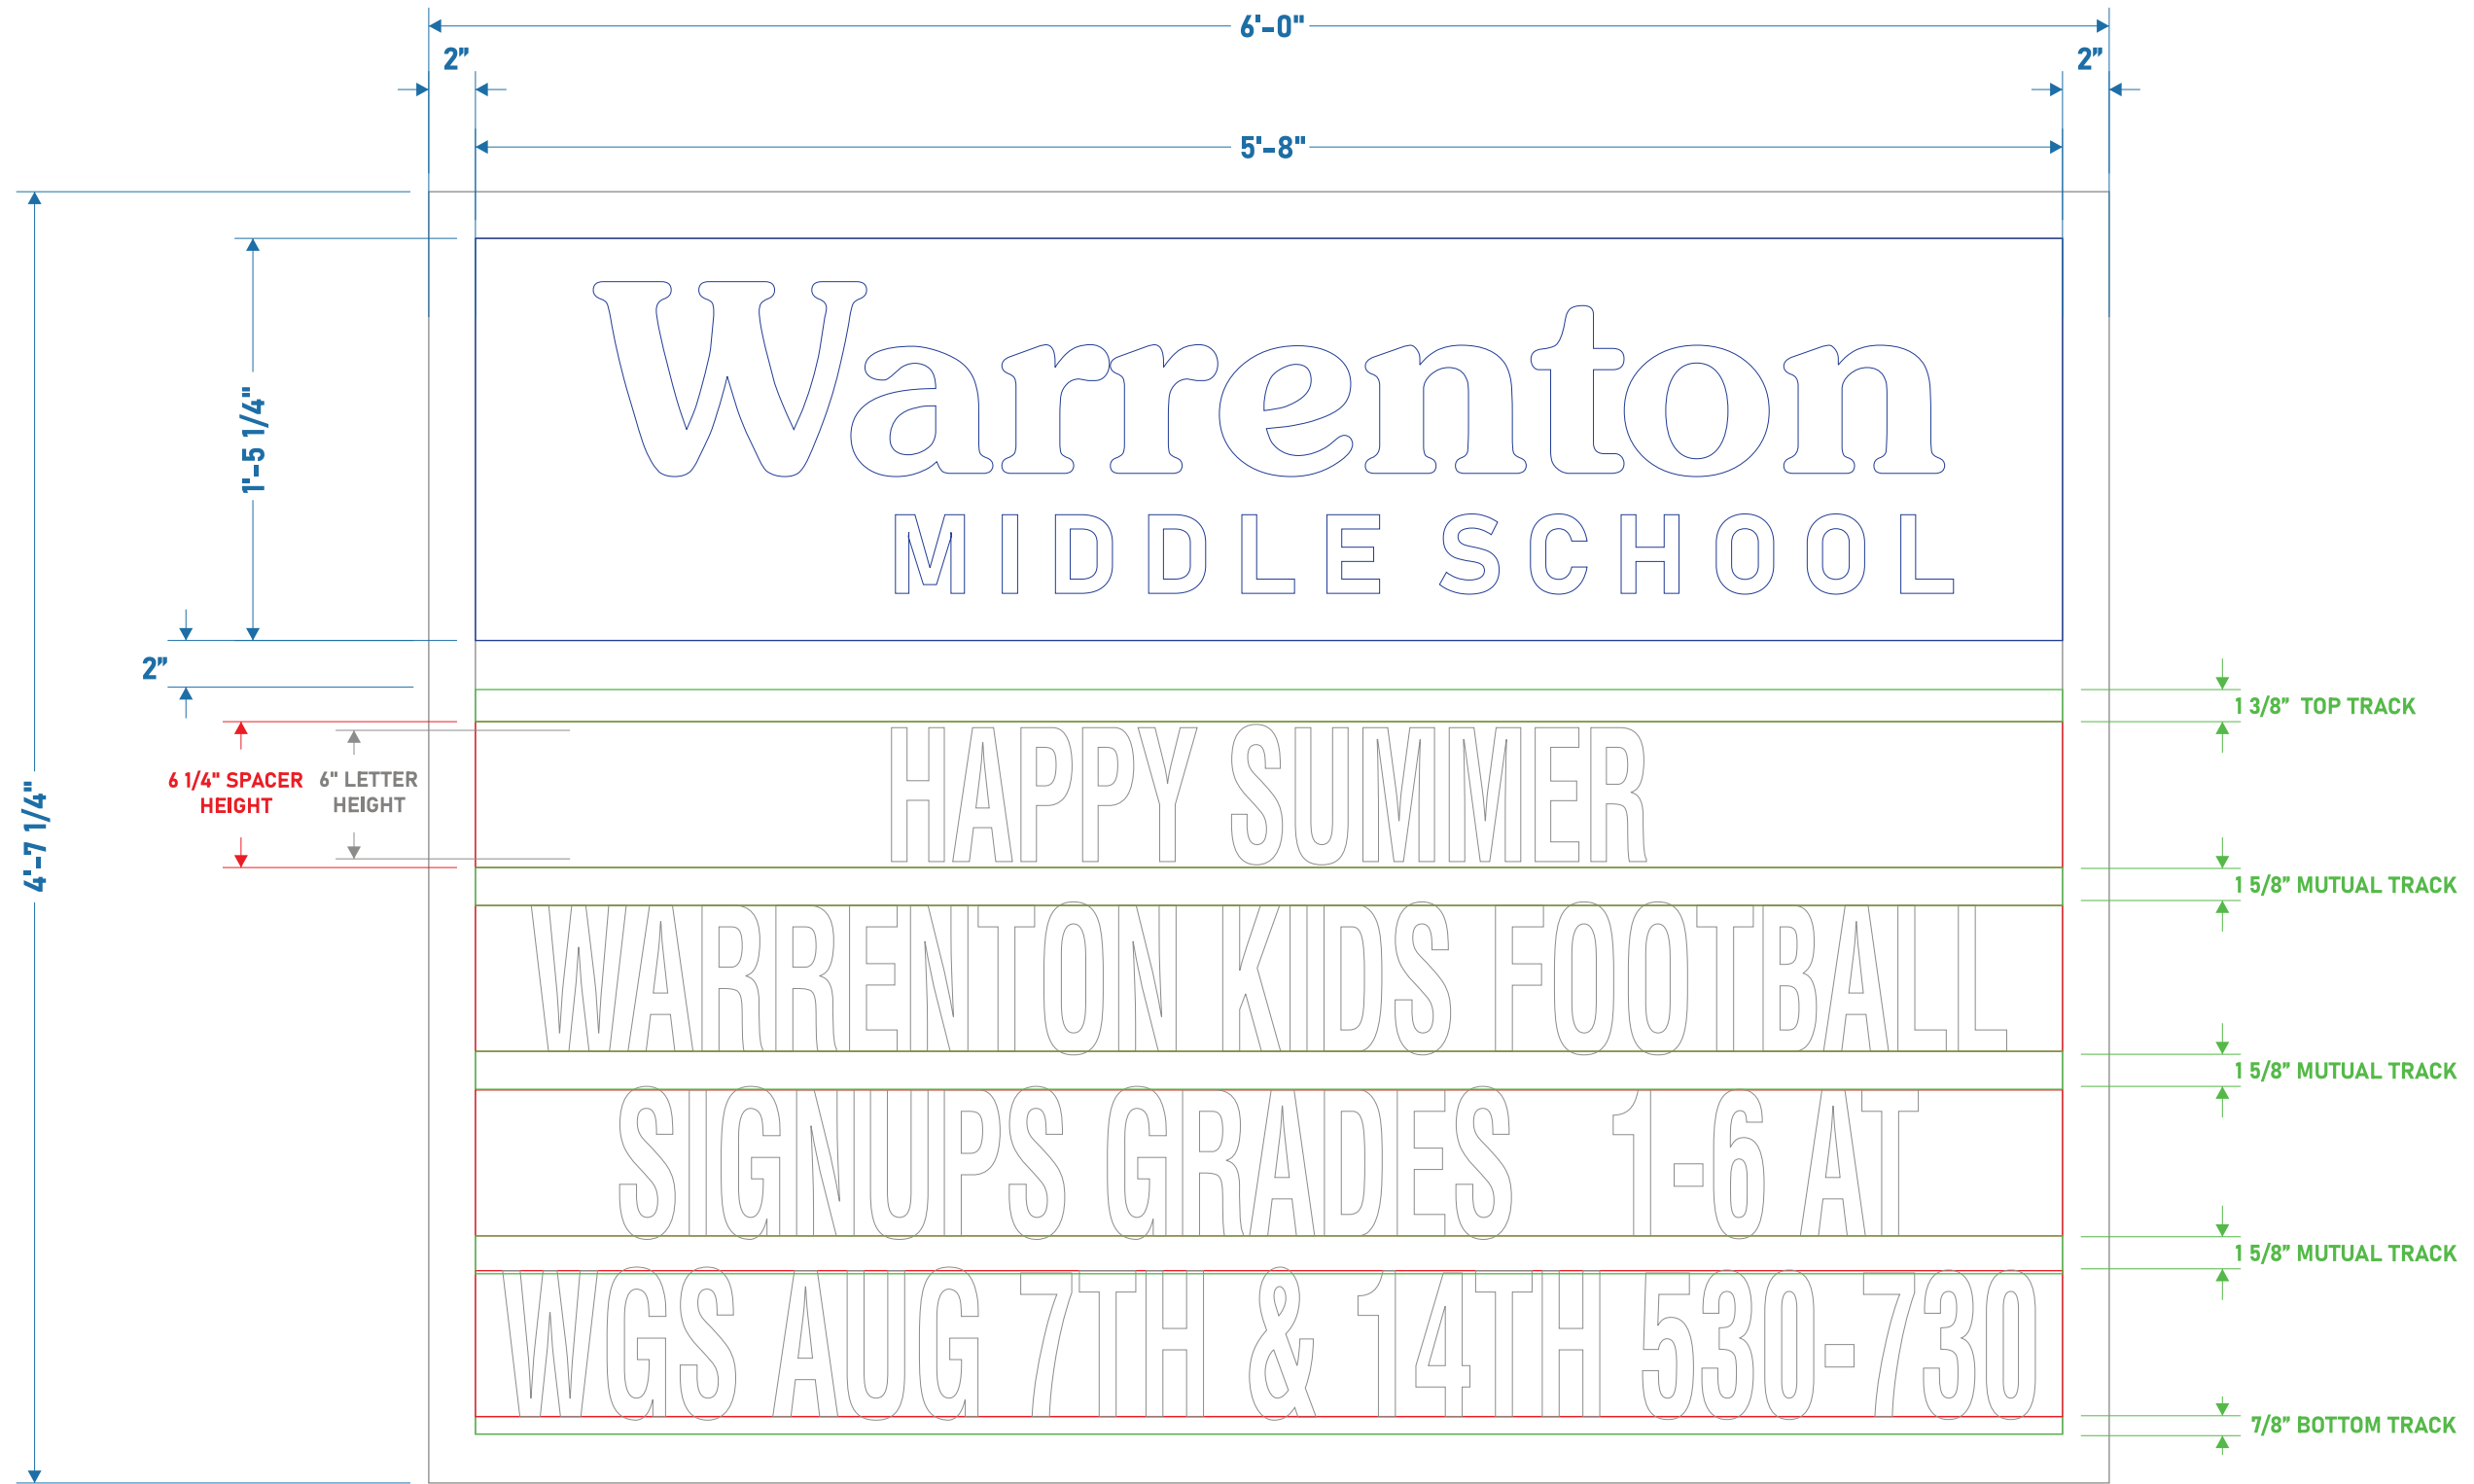 6'-0"
2” 2”
5'-8"
Warrenton
MIDDLE SCHOOL
1'-5 1/4"
2”
1 3/8” TOP TRACK
HAPPY SUMMER
6 1/4" SPACER
HEIGHT
6" LETTER
HEIGHT
4'-7 1/4"
1 5/8” MUTUAL TRACK
WARRENTON KIDS FOOTBALL
1 5/8” MUTUAL TRACK
SIGNUPS GRADES 1-6 AT
1 5/8” MUTUAL TRACK
WGS AUG 7TH & 14TH 530-730
7/8” BOTTOM TRACK